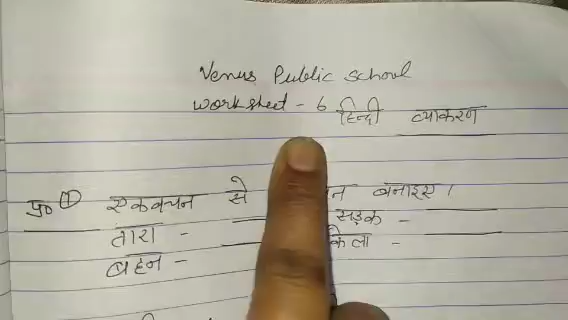 Venus Public School
Worksheet - 6 हिन्दी व्याकरण
प्र० 1 एकवचन से बनाइए।
तारा - सड़क -
बहन - केला -